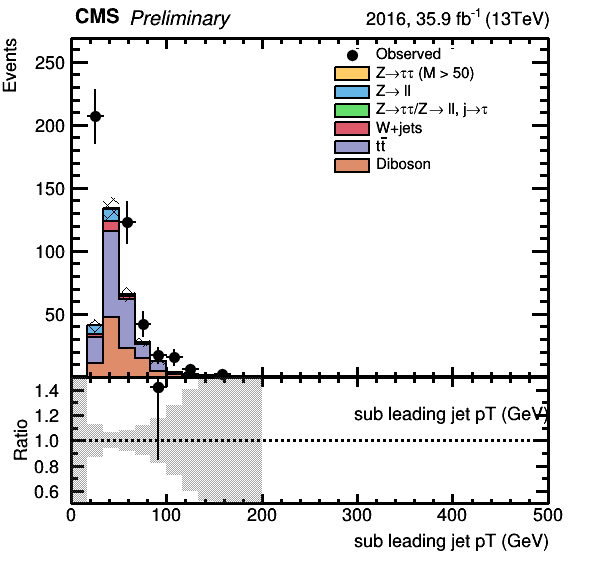 CMS Preliminary 2016, 35.9 fb⁻¹ (13TeV)
Events
250
200
150
100
50
Observed
Z→ττ (M > 50)
Z→ ll
Z→ττ/Z→ ll, j→τ
W+jets
tt̄
Diboson
Ratio
1.4
1.2
1.0
0.8
0.6
sub leading jet pT (GeV)
0 100 200 300 400 500
sub leading jet pT (GeV)